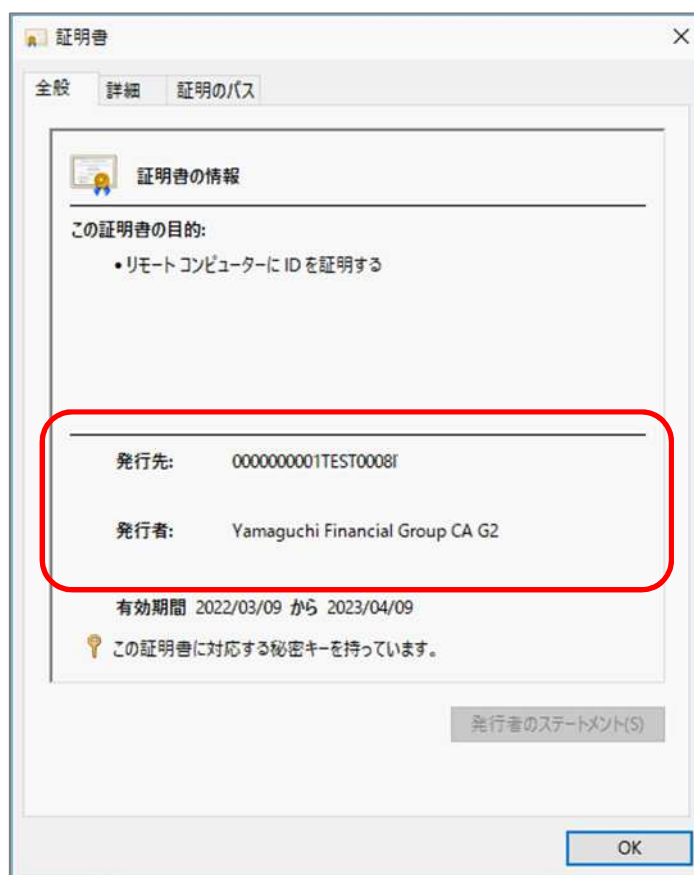 証明書
全般 詳細 証明のパス
証明書の情報
この証明書の目的:
• リモート コンピューターに ID を証明する
発行先: 0000000001TEST0008
発行者: Yamaguchi Financial Group CA G2
有効期間 2022/03/09 から 2023/04/09
この証明書に対応する秘密キーを持っています。
発行者のステートメント(S)
OK